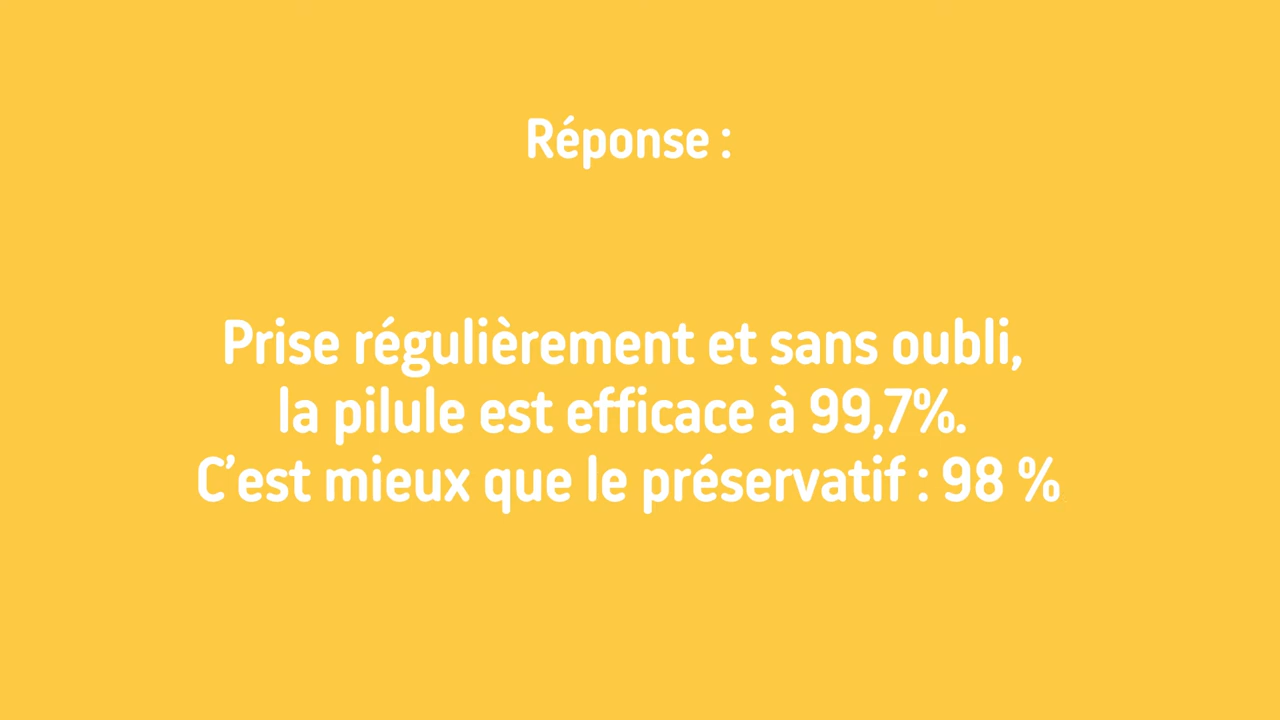 Réponse :
Prise régulièrement et sans oubli,
la pilule est efficace à 99,7%.
C’est mieux que le préservatif : 98 %